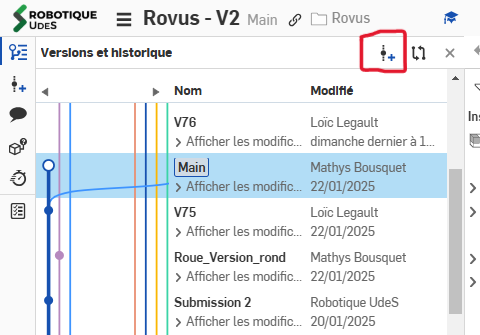 ROBOTIQUE
UDES
Rovus - V2 Main Rovus
Versions et historique
Nom Modifié
V76 Loïc Legault
Afficher les modific... dimanche dernier à 1...
Main Mathys Bousquet
Afficher les modific... 22/01/2025
V75 Loïc Legault
Afficher les modific... 22/01/2025
Roue_Version_rond Mathys Bousquet
Afficher les modific... 22/01/2025
Submission 2 Robotique UdeS
Afficher les modific... 20/01/2025
Ins